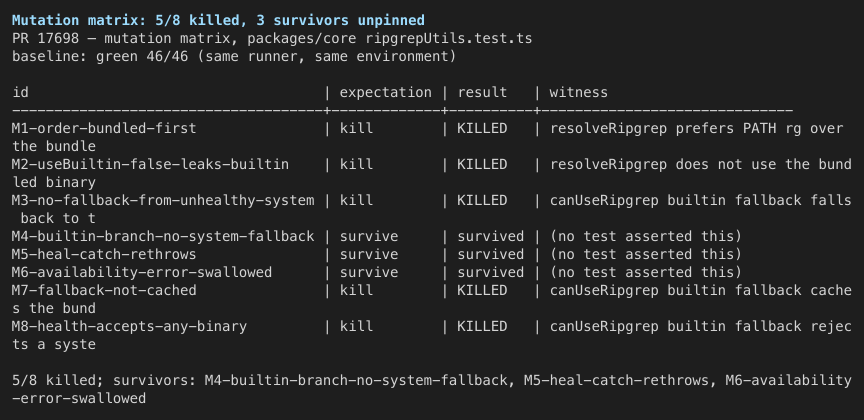 Mutation matrix: 5/8 killed, 3 survivors unpinned
PR 17698 — mutation matrix, packages/core ripgrepUtils.test.ts
baseline: green 46/46 (same runner, same environment)
id                                    | expectation | result   | witness
--------------------------------------+-------------+----------+------------------------------
M1-order-bundled-first                | kill        | KILLED   | resolveRipgrep prefers PATH rg over
the bundle
M2-useBuiltin-false-leaks-builtin     | kill        | KILLED   | resolveRipgrep does not use the bund
led binary
M3-no-fallback-from-unhealthy-system | kill        | KILLED   | canUseRipgrep builtin fallback falls
 back to t
M4-builtin-branch-no-system-fallback | survive     | survived | (no test asserted this)
M5-heal-catch-rethrows                | survive     | survived | (no test asserted this)
M6-availability-error-swallowed       | survive     | survived | (no test asserted this)
M7-fallback-not-cached                | kill        | KILLED   | canUseRipgrep builtin fallback cache
s the bund
M8-health-accepts-any-binary          | kill        | KILLED   | canUseRipgrep builtin fallback rejec
ts a syste
5/8 killed; survivors: M4-builtin-branch-no-system-fallback, M5-heal-catch-rethrows, M6-availability
-error-swallowed